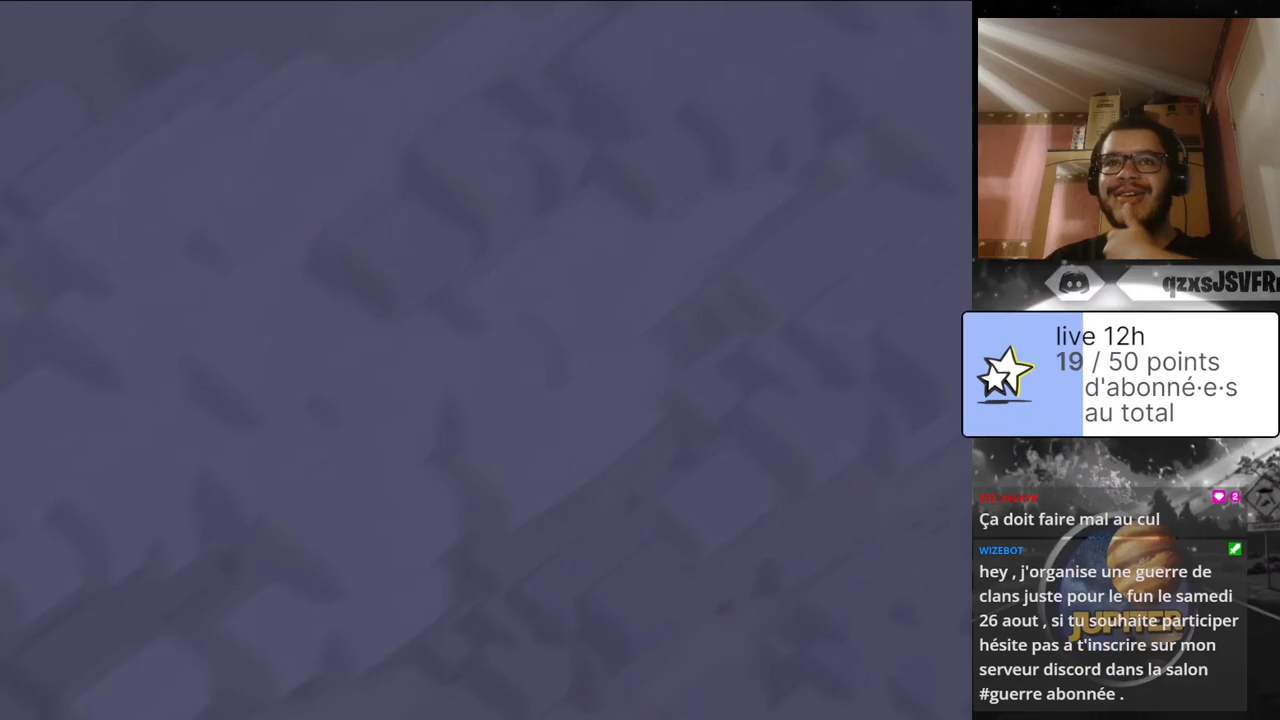 qzxsJSVFR
live 12h
19 / 50 points
d'abonné·e·s
au total
2
Ça doit faire mal au cul
WIZEBOT
hey , j'organise une guerre de
clans juste pour le fun le samedi
26 aout , si tu souhaite participer
hésite pas a t'inscrire sur mon
serveur discord dans la salon
#guerre abonnée .
JUPITER